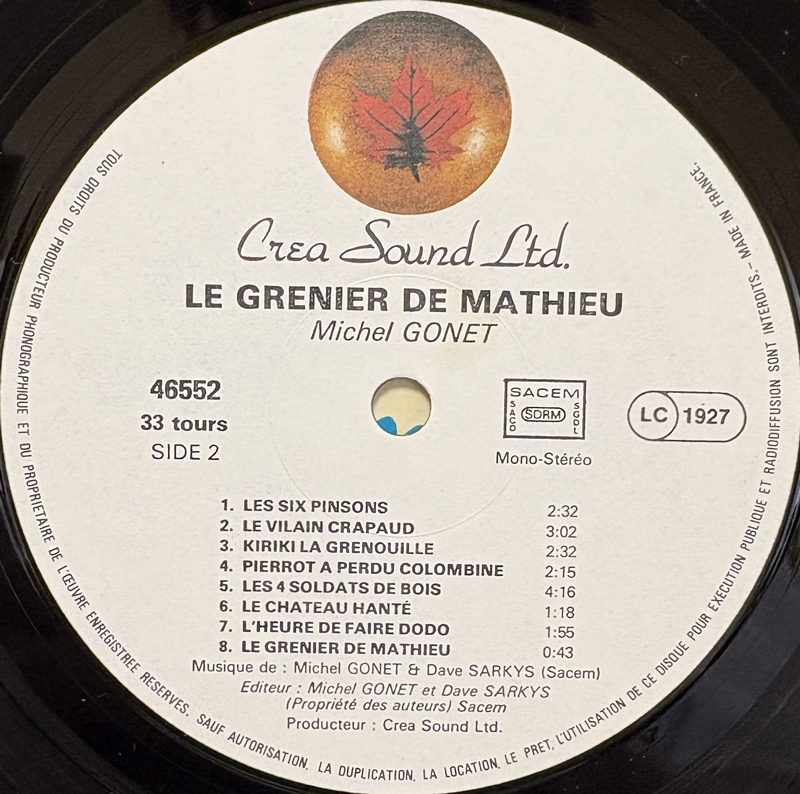 Crea Sound Ltd.
LE GRENIER DE MATHIEU
Michel GONET
46552
33 tours
SIDE 2
SACEM
SACD
SDRM
SGDL
Mono-Stéréo
LC 1927
1. LES SIX PINSONS 2:32
2. LE VILAIN CRAPAUD 3:02
3. KIRIKI LA GRENOUILLE 2:32
4. PIERROT A PERDU COLOMBINE 2:15
5. LES 4 SOLDATS DE BOIS 4:16
6. LE CHATEAU HANTÉ 1:18
7. L'HEURE DE FAIRE DODO 1:55
8. LE GRENIER DE MATHIEU 0:43
Musique de : Michel GONET & Dave SARKYS (Sacem)
Editeur : Michel GONET et Dave SARKYS
(Propriété des auteurs) Sacem
Producteur : Crea Sound Ltd.
TOUS DROITS DU PRODUCTEUR PHONOGRAPHIQUE ET DU PROPRIETAIRE DE L'ŒUVRE ENREGISTREE RESERVES. SAUF AUTORISATION, LA DUPLICATION, LA LOCATION, LE PRET, L'UTILISATION DE CE DISQUE POUR EXECUTION PUBLIQUE ET RADIODIFFUSION SONT INTERDITS. – MADE IN FRANCE.